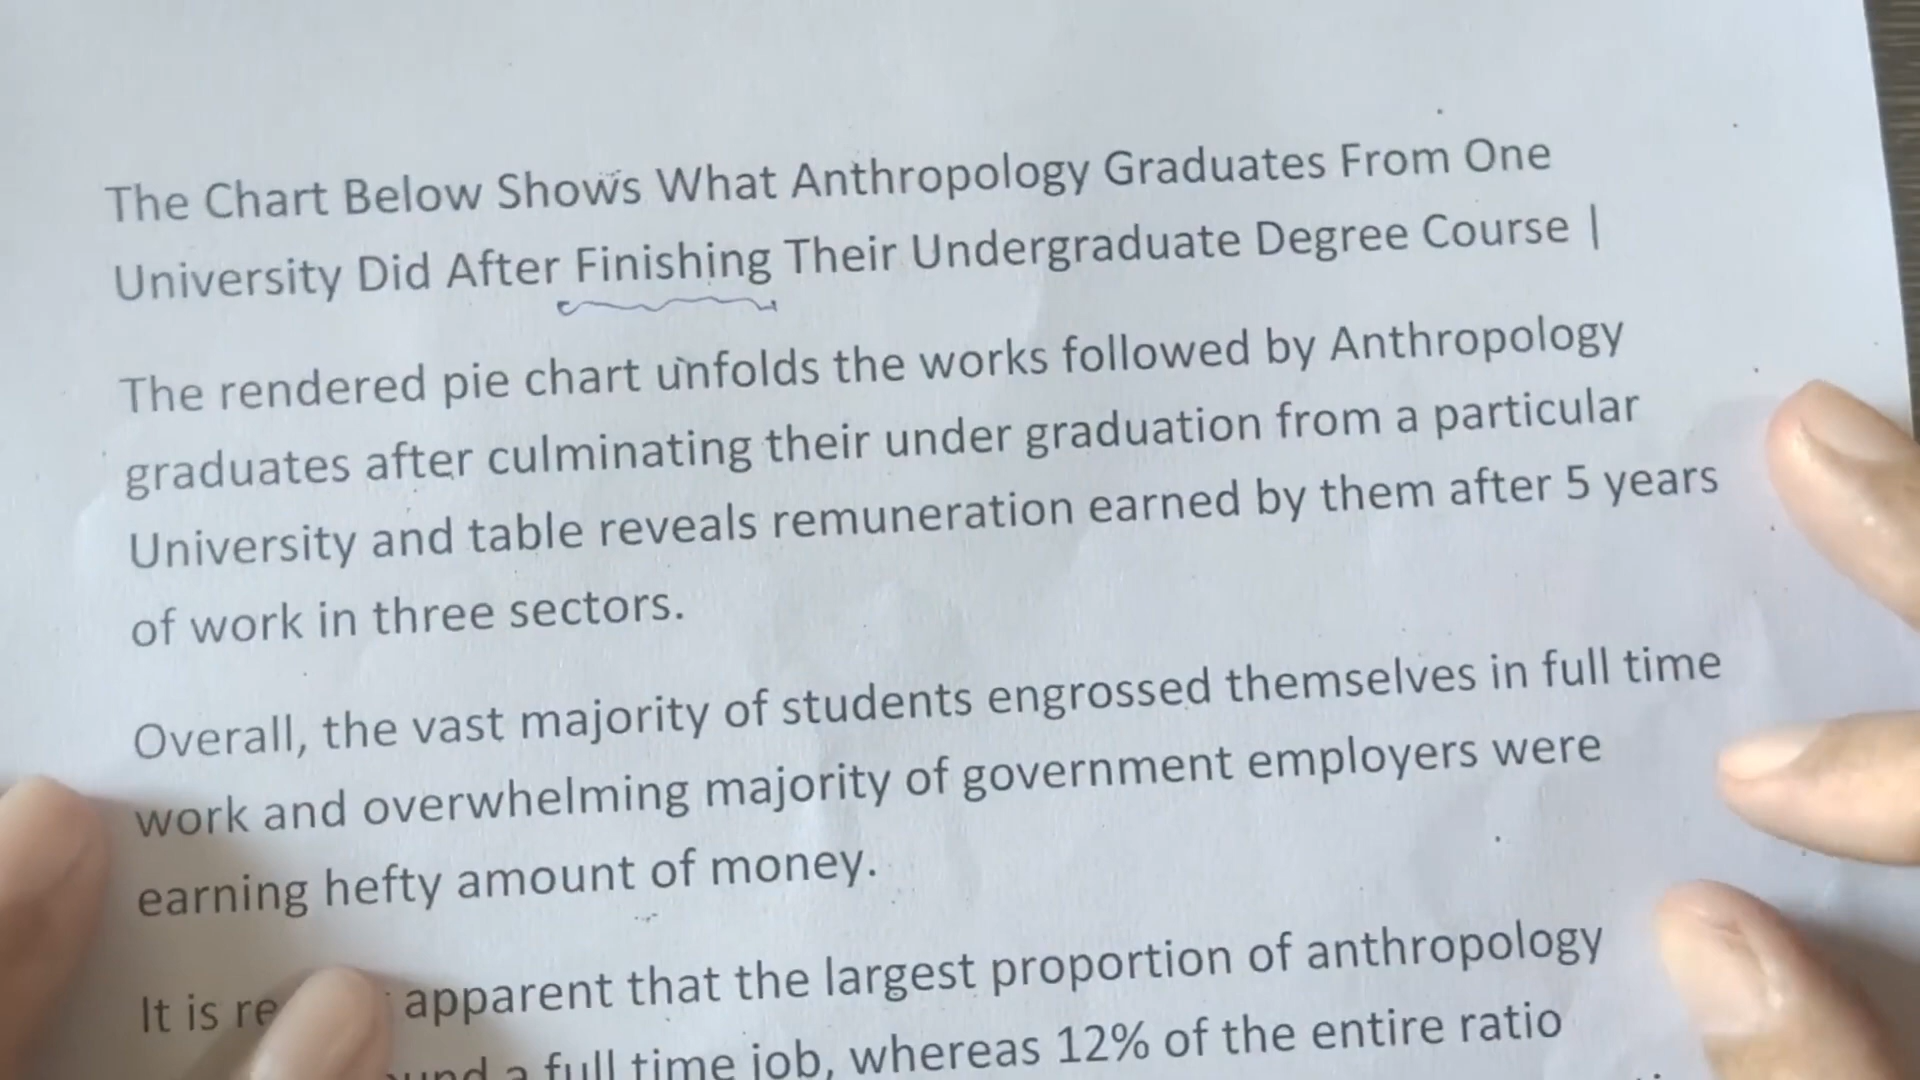 The Chart Below Shows What Anthropology Graduates From One
University Did After Finishing Their Undergraduate Degree Course |
The rendered pie chart unfolds the works followed by Anthropology
graduates after culminating their under graduation from a particular
University and table reveals remuneration earned by them after 5 years
of work in three sectors.
Overall, the vast majority of students engrossed themselves in full time
work and overwhelming majority of government employers were
earning hefty amount of money.
It is apparent that the largest proportion of anthropology
a full time job, whereas 12% of the entire ratio